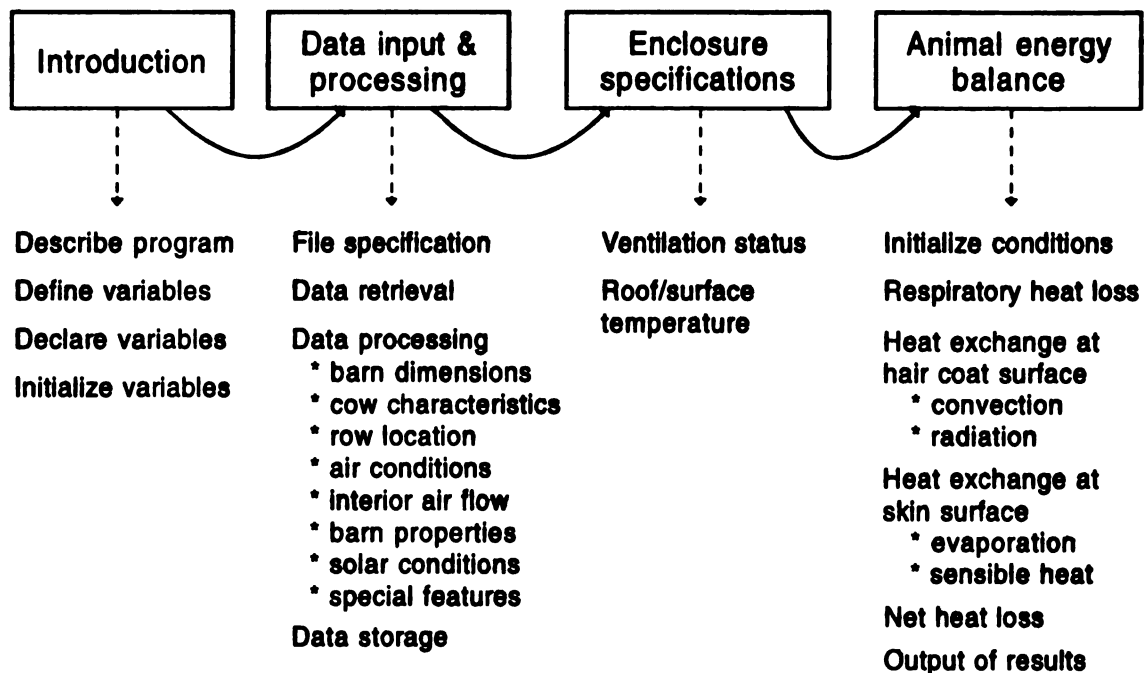 Introduction
Data input &
processing
Enclosure
specifications
Animal energy
balance
Describe program
Define variables
Declare variables
Initialize variables
File specification
Data retrieval
Data processing
* barn dimensions
* cow characteristics
* row location
* air conditions
* interior air flow
* barn properties
* solar conditions
* special features
Data storage
Ventilation status
Roof/surface
temperature
Initialize conditions
Respiratory heat loss
Heat exchange at
hair coat surface
* convection
* radiation
Heat exchange at
skin surface
* evaporation
* sensible heat
Net heat loss
Output of results